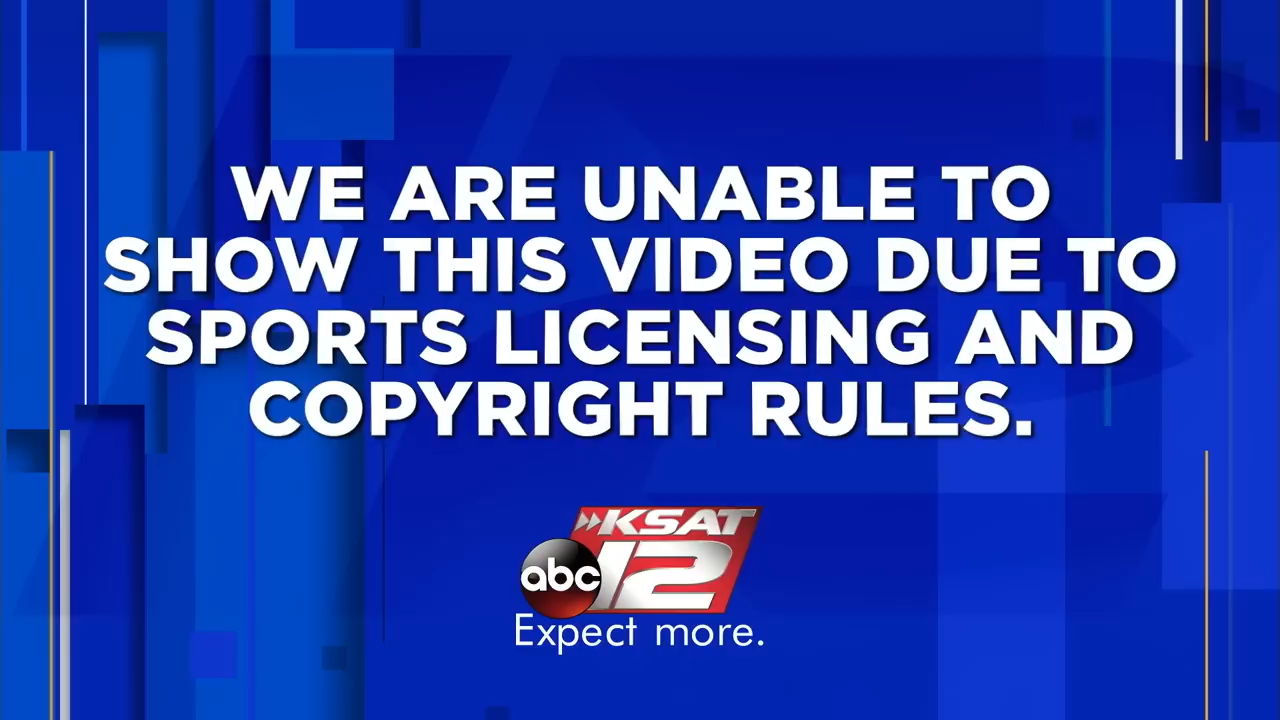 WE ARE UNABLE TO
SHOW THIS VIDEO DUE TO
SPORTS LICENSING AND
COPYRIGHT RULES.
KSAT
abc 12
Expect more.